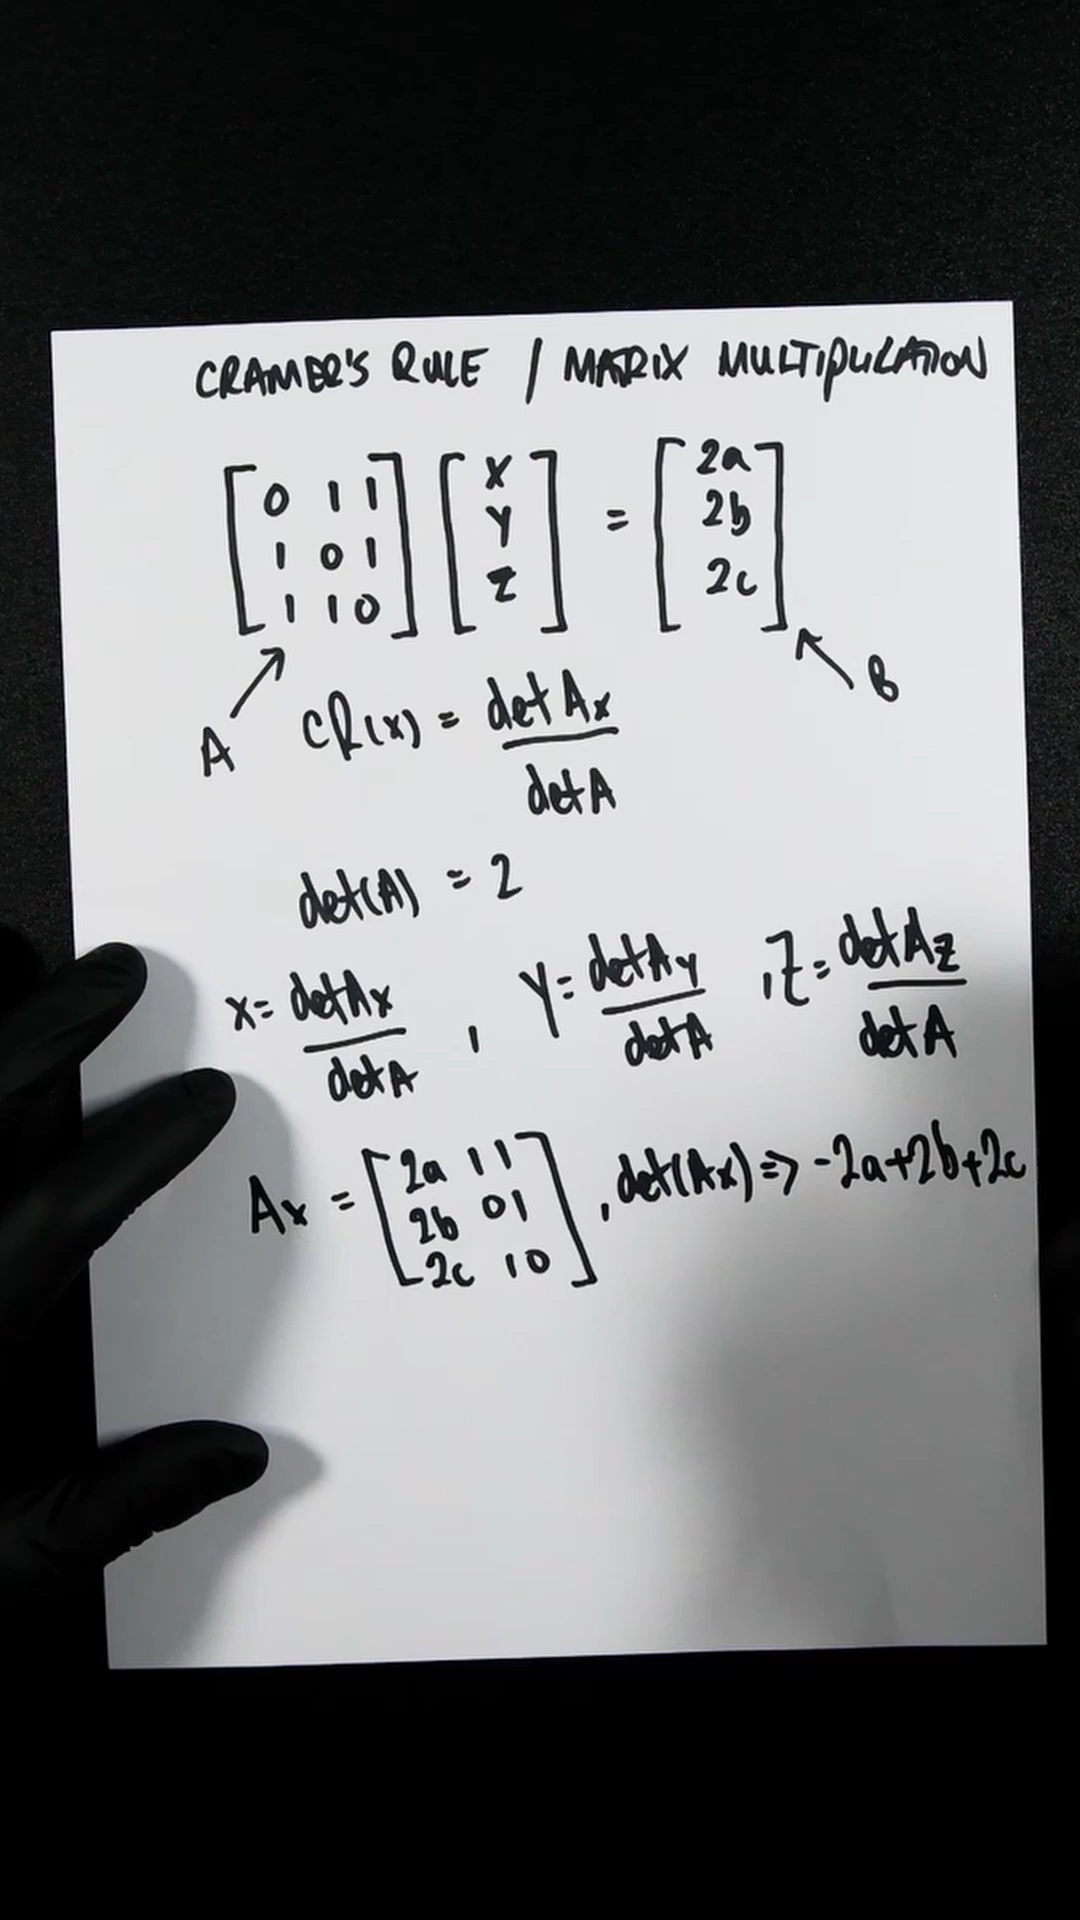 CRAMER'S RULE / MATRIX MULTIPLICATION
[0 1 1] [x] = [2a]
[1 0 1] [y] [2b]
[1 1 0] [z] [2c]
A B
CR(x) = det Ax / det A
det(A) = 2
x = det Ax / det A , y = det Ay / det A , z = det Az / det A
Ax = [2a 1 1] , det(Ax) => -2a+2b+2c
[2b 0 1]
[2c 1 0]